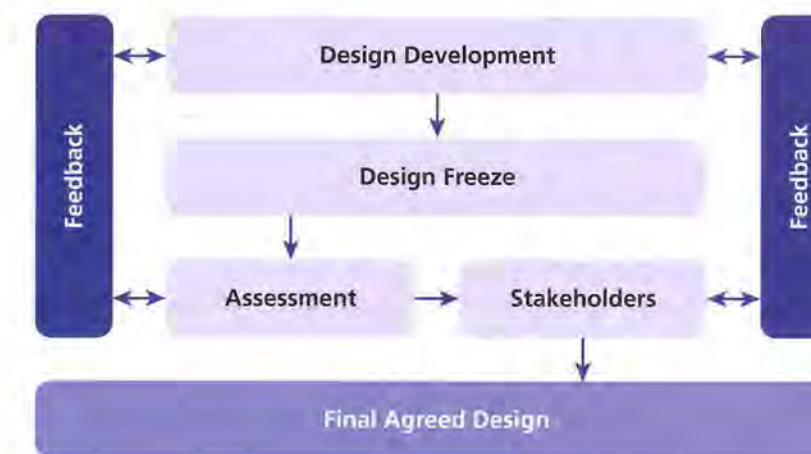 Feedback
Design Development
Feedback
Design Freeze
Assessment
Stakeholders
Final Agreed Design